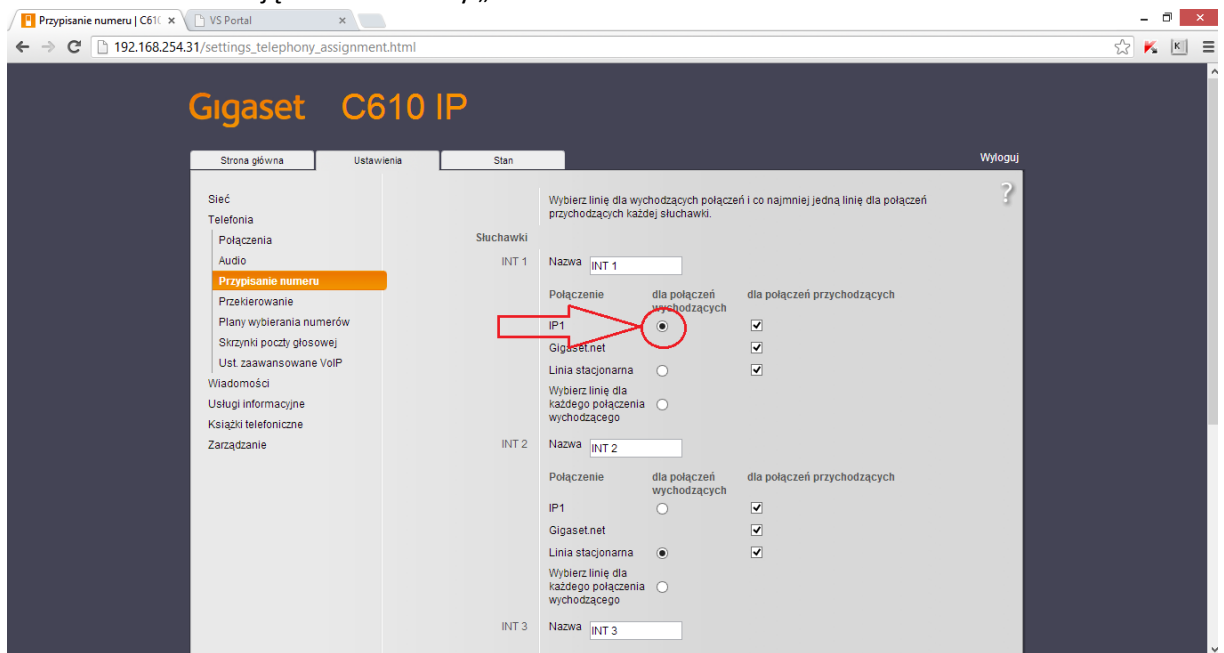 Przypisanie numeru | C610
VS Portal
192.168.254.31/settings_telephony_assignment.html
Gigaset C610 IP
Strona główna Ustawienia Stan Wyloguj
Sieć
Telefonia
Połączenia
Audio
Przypisanie numeru
Przekierowanie
Plany wybierania numerów
Skrzynki poczty głosowej
Ust. zaawansowane VoIP
Wiadomości
Usługi informacyjne
Książki telefoniczne
Zarządzanie
Wybierz linię dla wychodzących połączeń i co najmniej jedną linię dla połączeń
przychodzących każdej słuchawki.
?
Słuchawki
INT 1 Nazwa INT 1
Połączenie dla połączeń wychodzących dla połączeń przychodzących
IP1
Gigaset.net
Linia stacjonarna
Wybierz linię dla
każdego połączenia
wychodzącego
INT 2 Nazwa INT 2
Połączenie dla połączeń wychodzących dla połączeń przychodzących
IP1
Gigaset.net
Linia stacjonarna
Wybierz linię dla
każdego połączenia
wychodzącego
INT 3 Nazwa INT 3